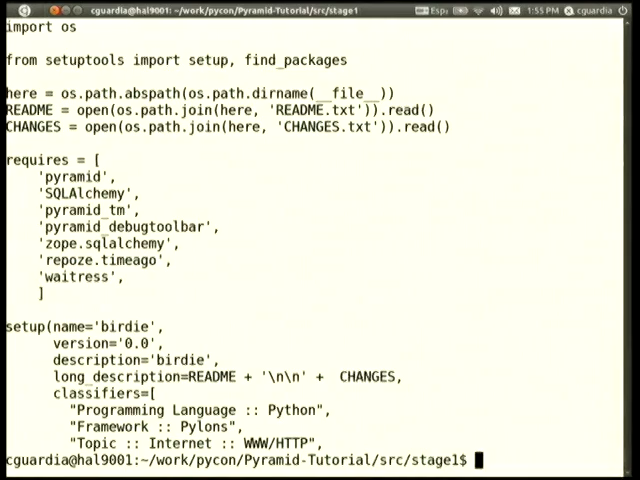 cguardia@hal9001: ~/work/pycon/Pyramid-Tutorial/src/stage1
Esp 1:55 PM cguardia
import os
from setuptools import setup, find_packages
here = os.path.abspath(os.path.dirname(__file__))
README = open(os.path.join(here, 'README.txt')).read()
CHANGES = open(os.path.join(here, 'CHANGES.txt')).read()
requires = [
    'pyramid',
    'SQLAlchemy',
    'pyramid_tm',
    'pyramid_debugtoolbar',
    'zope.sqlalchemy',
    'repoze.timeago',
    'waitress',
    ]
setup(name='birdie',
      version='0.0',
      description='birdie',
      long_description=README + '\n\n' +  CHANGES,
      classifiers=[
        "Programming Language :: Python",
        "Framework :: Pylons",
        "Topic :: Internet :: WWW/HTTP",
cguardia@hal9001:~/work/pycon/Pyramid-Tutorial/src/stage1$